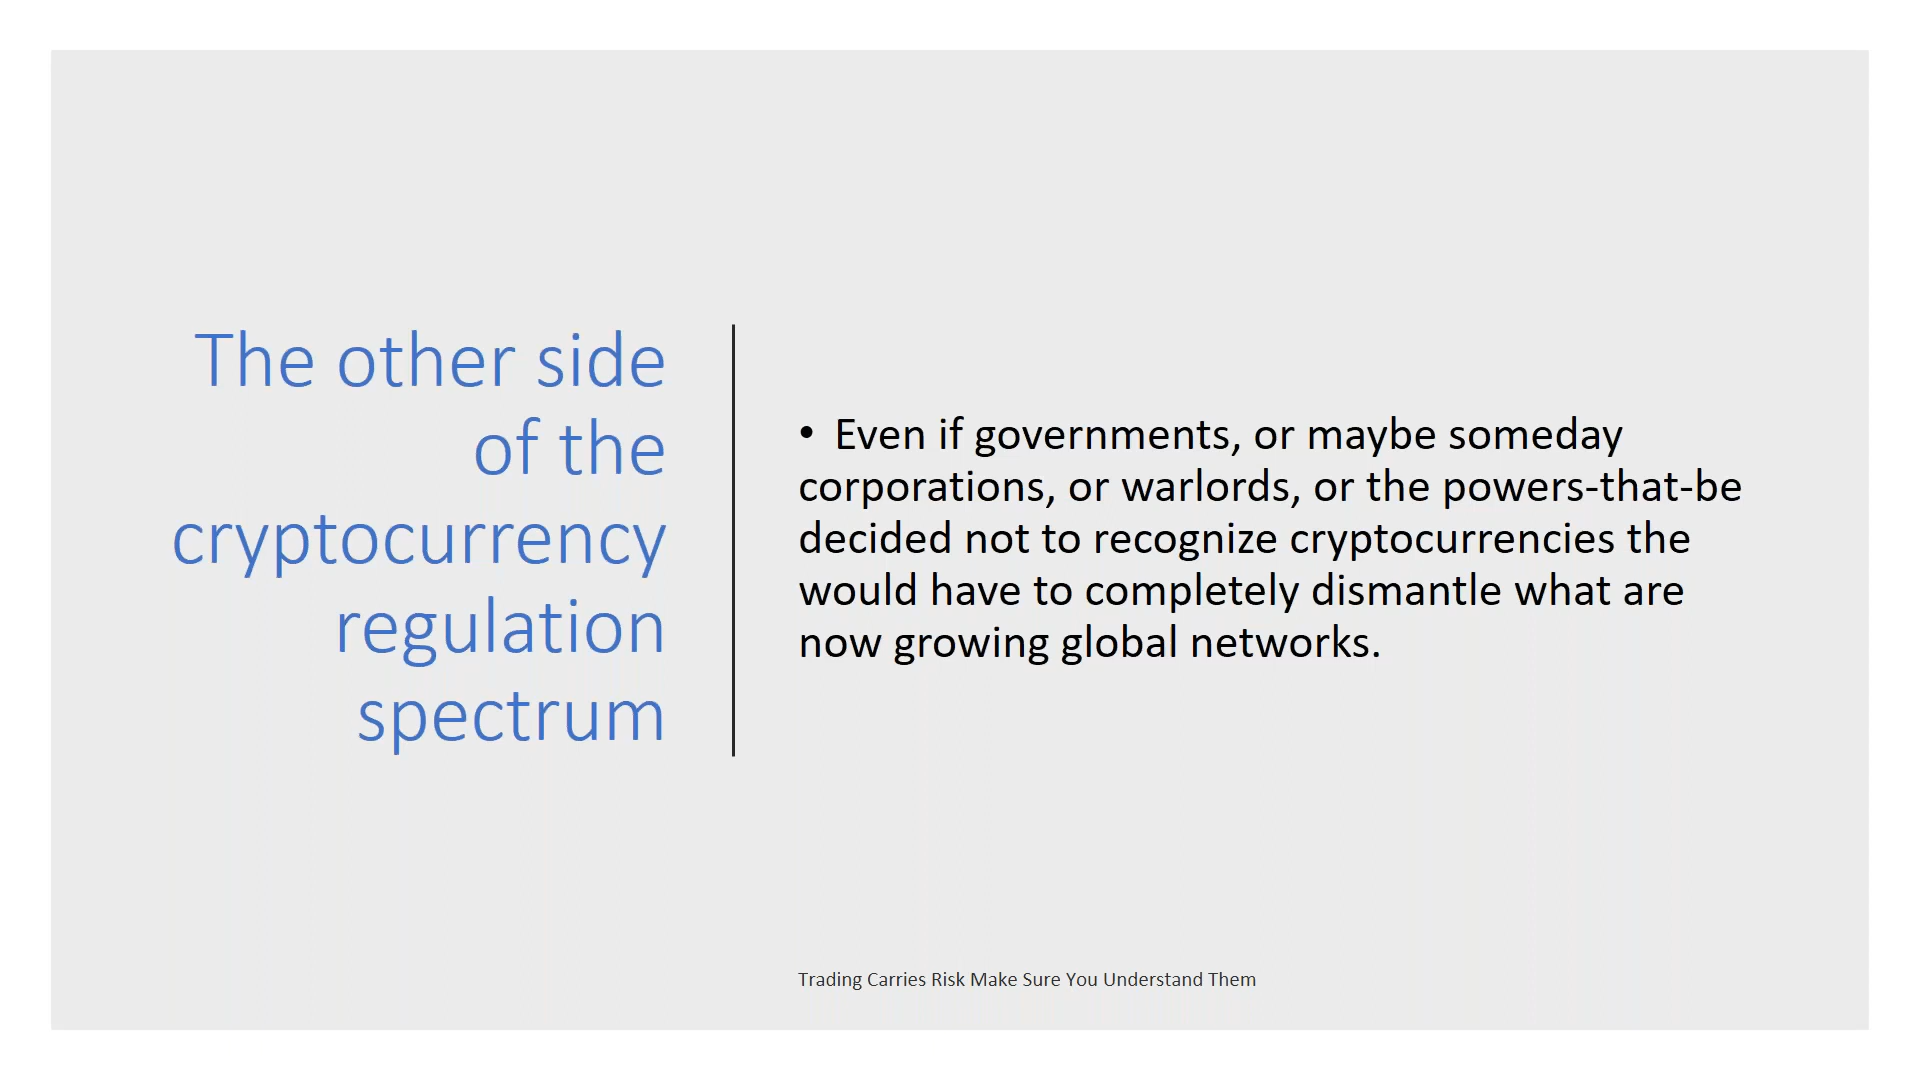 The other side
of the
cryptocurrency
regulation
spectrum
• Even if governments, or maybe someday
corporations, or warlords, or the powers-that-be
decided not to recognize cryptocurrencies the
would have to completely dismantle what are
now growing global networks.
Trading Carries Risk Make Sure You Understand Them